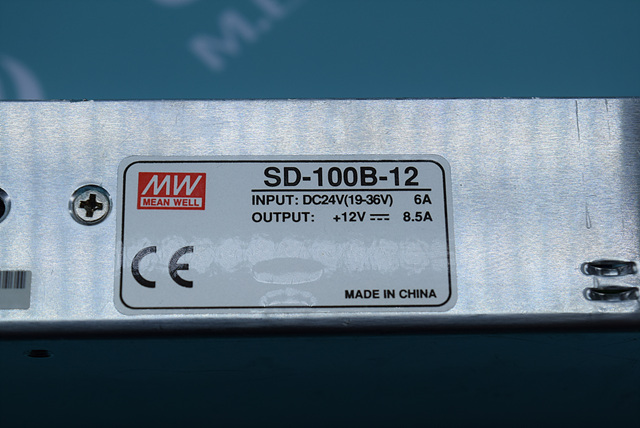 M.
MW
MEAN WELL
SD-100B-12
INPUT: DC24V(19-36V) 6A
OUTPUT: +12V ⎓ 8.5A
CE
MADE IN CHINA